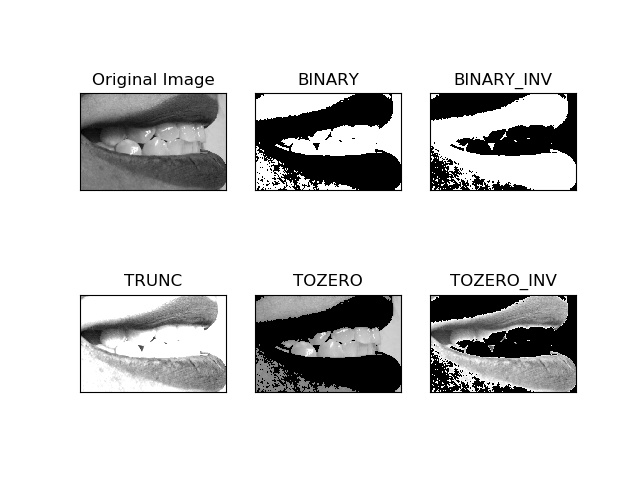 Original Image
BINARY
BINARY_INV
TRUNC
TOZERO
TOZERO_INV